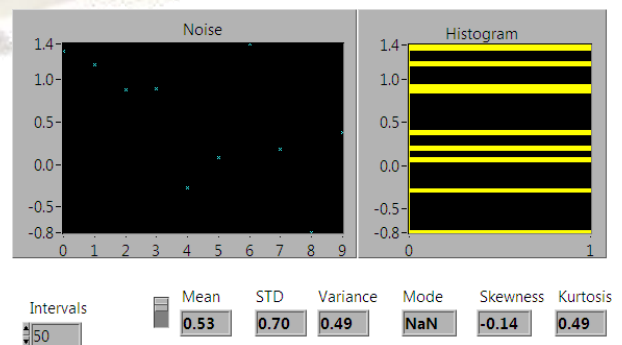 Noise
1.4
1.0
0.5
0.0
-0.5
-0.8
0 1 2 3 4 5 6 7 8 9
Histogram
1.4
1.0
0.5
0.0
-0.5
-0.8
0 1
Intervals
50
Mean STD Variance Mode Skewness Kurtosis
0.53 0.70 0.49 NaN -0.14 0.49